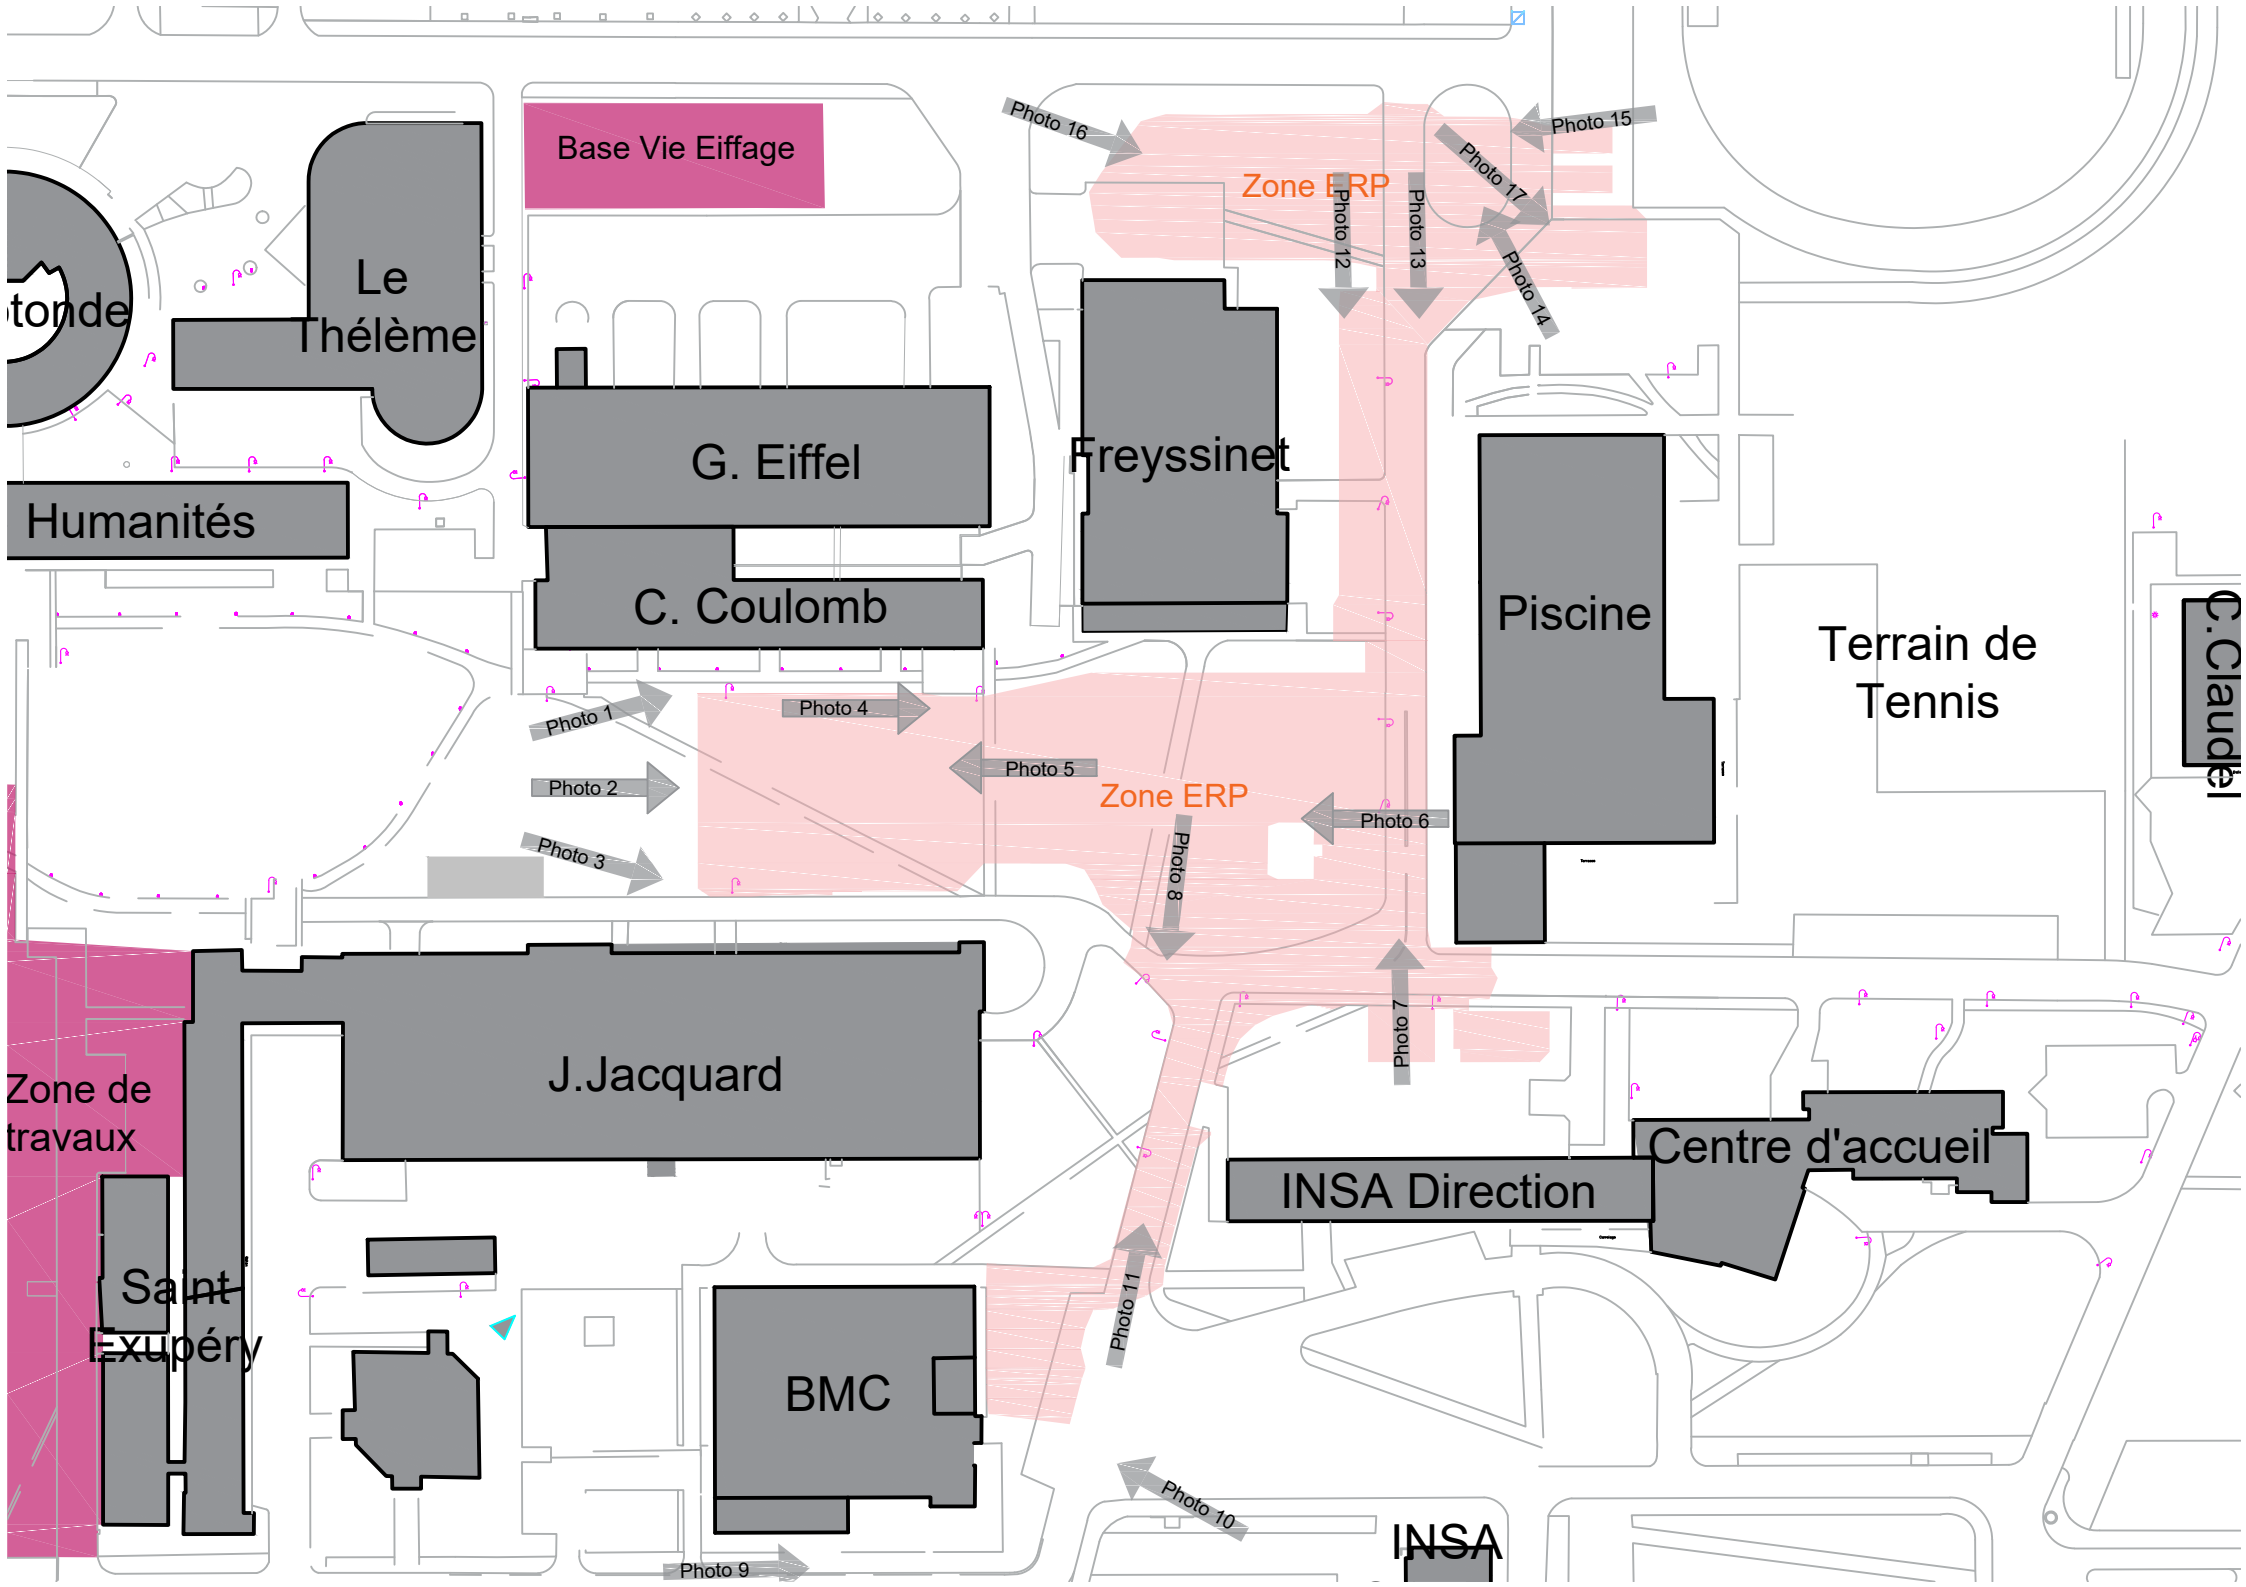 Photo 16
Photo 15
Base Vie Eiffage
Photo 17
Zone ERP
Photo 12
Photo 13
Photo 14
Le
Thélème
tonde
G. Eiffel
Freyssinet
Humanités
C. Coulomb
Piscine
Terrain de
Tennis
C.Claudel
Photo 1
Photo 4
Photo 5
Photo 2
Zone ERP
Photo 6
Photo 3
Photo 8
Photo 7
J.Jacquard
Zone de
travaux
Centre d'accueil
INSA Direction
Saint
Exupéry
Photo 11
BMC
Photo 10
INSA
Photo 9